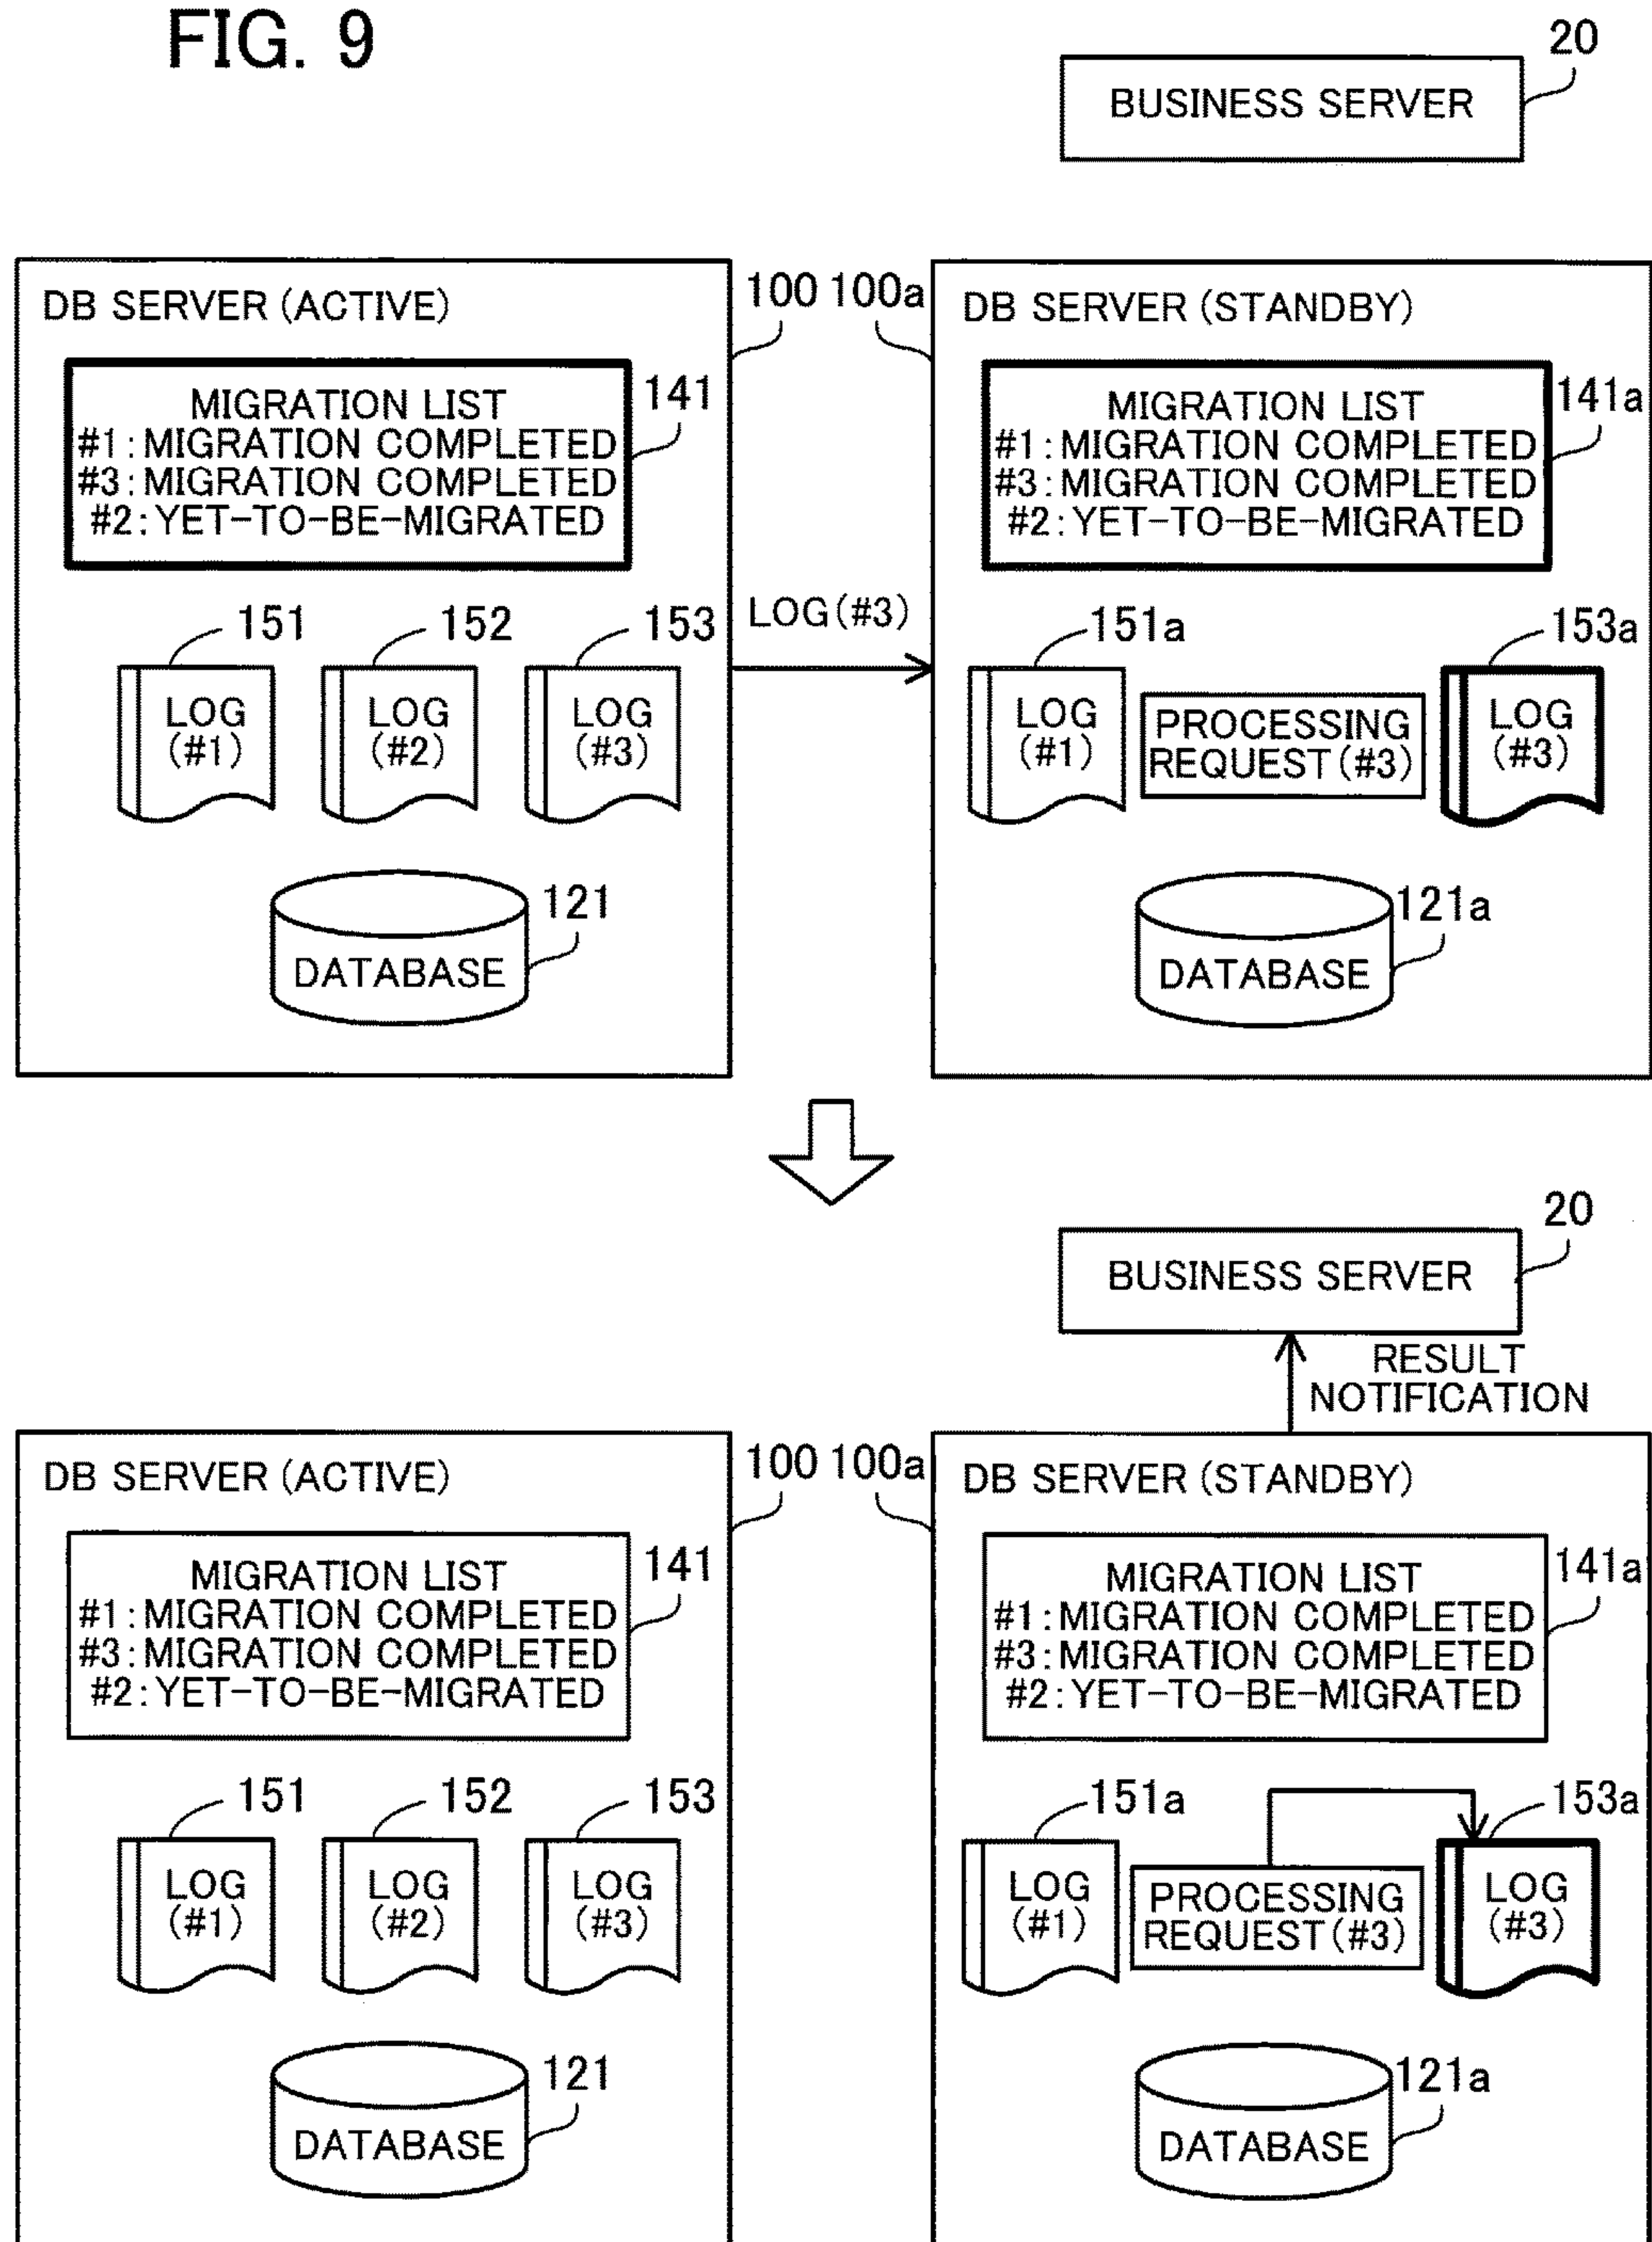 FIG. 9
20
BUSINESS SERVER
DB SERVER (ACTIVE)
100
100a
DB SERVER (STANDBY)
MIGRATION LIST
#1:MIGRATION COMPLETED
#3:MIGRATION COMPLETED
#2:YET-TO-BE-MIGRATED
141
MIGRATION LIST
#1:MIGRATION COMPLETED
#3:MIGRATION COMPLETED
#2:YET-TO-BE-MIGRATED
141a
151
152
153
LOG(#3)
151a
153a
LOG
(#1)
LOG
(#2)
LOG
(#3)
LOG
(#1)
PROCESSING
REQUEST(#3)
LOG
(#3)
121
DATABASE
121a
DATABASE
20
BUSINESS SERVER
RESULT
NOTIFICATION
DB SERVER (ACTIVE)
100
100a
DB SERVER (STANDBY)
MIGRATION LIST
#1:MIGRATION COMPLETED
#3:MIGRATION COMPLETED
#2:YET-TO-BE-MIGRATED
141
MIGRATION LIST
#1:MIGRATION COMPLETED
#3:MIGRATION COMPLETED
#2:YET-TO-BE-MIGRATED
141a
151
152
153
151a
153a
LOG
(#1)
LOG
(#2)
LOG
(#3)
LOG
(#1)
PROCESSING
REQUEST(#3)
LOG
(#3)
121
DATABASE
121a
DATABASE